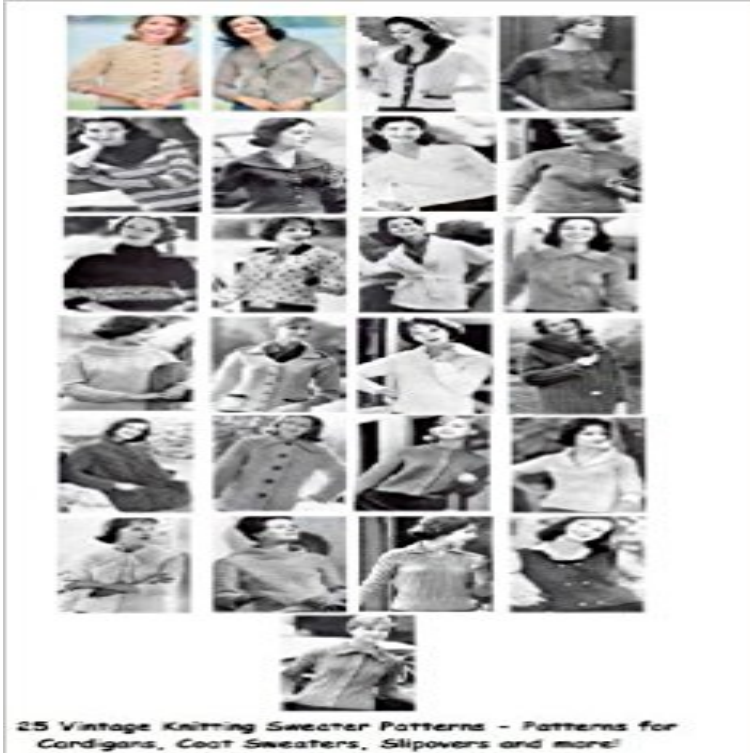 25 Vintage Knitting Sweater Patterns - Patterns for
Cardigans, Coat Sweaters, Slipovers and more!